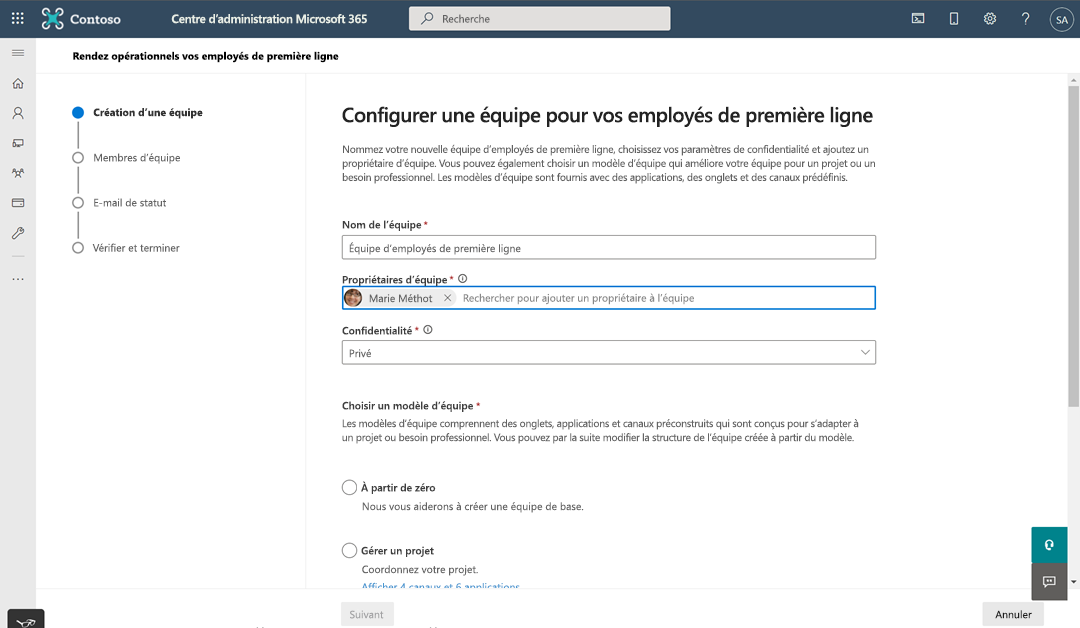 Contoso
Centre d'administration Microsoft 365
Recherche
SA
Rendez opérationnels vos employés de première ligne
Création d'une équipe
Membres d'équipe
E-mail de statut
Vérifier et terminer
Configurer une équipe pour vos employés de première ligne
Nommez votre nouvelle équipe d'employés de première ligne, choisissez vos paramètres de confidentialité et ajoutez un
propriétaire d'équipe. Vous pouvez également choisir un modèle d'équipe qui améliore votre équipe pour un projet ou un
besoin professionnel. Les modèles d'équipe sont fournis avec des applications, des onglets et des canaux prédéfinis.
Nom de l'équipe *
Équipe d'employés de première ligne
Propriétaires d'équipe *
Marie Méthot Rechercher pour ajouter un propriétaire à l'équipe
Confidentialité *
Privé
Choisir un modèle d'équipe *
Les modèles d'équipe comprennent des onglets, applications et canaux préconstruits qui sont conçus pour s'adapter à
un projet ou besoin professionnel. Vous pouvez par la suite modifier la structure de l'équipe créée à partir du modèle.
À partir de zéro
Nous vous aiderons à créer une équipe de base.
Gérer un projet
Coordonnez votre projet.
Afficher 4 canaux et 6 applications
Suivant
Annuler